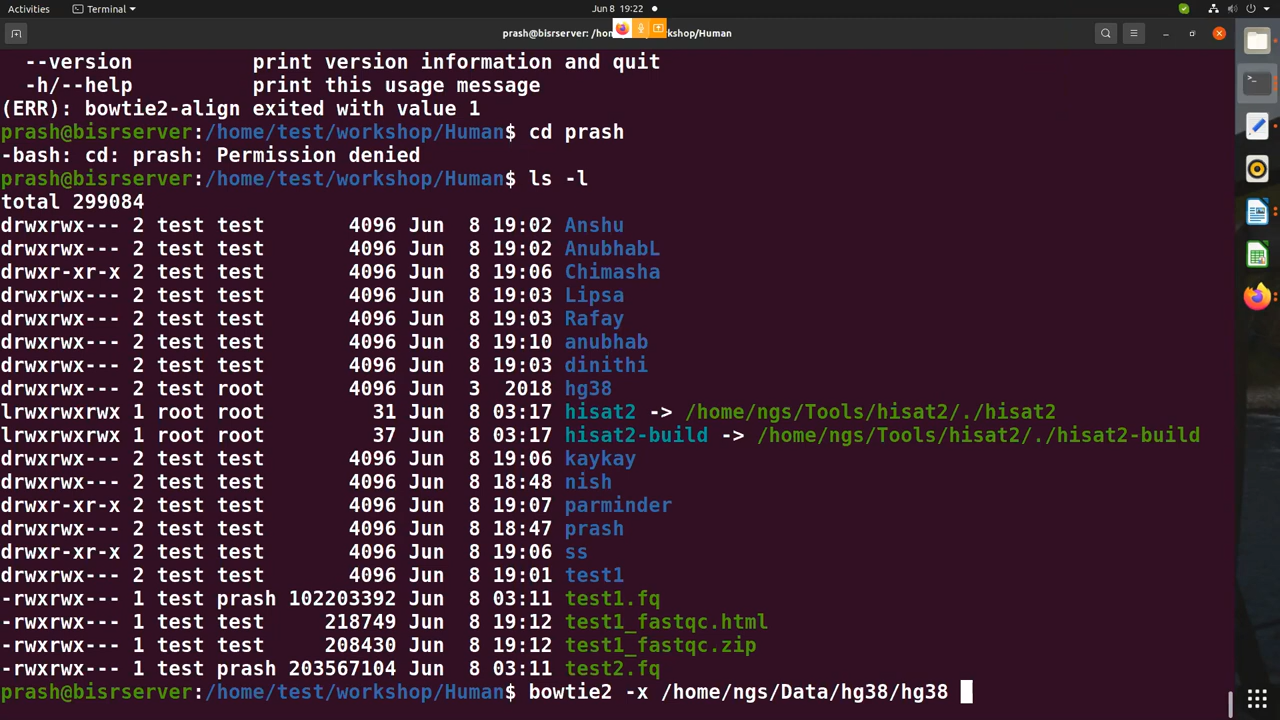 Activities Terminal Jun 8 19:22
prash@bisrserver: /home/test/workshop/Human
--version print version information and quit
-h/--help print this usage message
(ERR): bowtie2-align exited with value 1
prash@bisrserver:/home/test/workshop/Human$ cd prash
-bash: cd: prash: Permission denied
prash@bisrserver:/home/test/workshop/Human$ ls -l
total 299084
drwxrwx--- 2 test test 4096 Jun 8 19:02 Anshu
drwxrwx--- 2 test test 4096 Jun 8 19:02 AnubhabL
drwxr-xr-x 2 test test 4096 Jun 8 19:06 Chimasha
drwxrwx--- 2 test test 4096 Jun 8 19:03 Lipsa
drwxrwx--- 2 test test 4096 Jun 8 19:03 Rafay
drwxrwx--- 2 test test 4096 Jun 8 19:10 anubhab
drwxrwx--- 2 test test 4096 Jun 8 19:03 dinithi
drwxrwx--- 2 test root 4096 Jun 3 2018 hg38
lrwxrwxrwx 1 root root 31 Jun 8 03:17 hisat2 -> /home/ngs/Tools/hisat2/./hisat2
lrwxrwxrwx 1 root root 37 Jun 8 03:17 hisat2-build -> /home/ngs/Tools/hisat2/./hisat2-build
drwxrwx--- 2 test test 4096 Jun 8 19:06 kaykay
drwxrwx--- 2 test test 4096 Jun 8 18:48 nish
drwxr-xr-x 2 test test 4096 Jun 8 19:07 parminder
drwxrwx--- 2 test test 4096 Jun 8 18:47 prash
drwxr-xr-x 2 test test 4096 Jun 8 19:06 ss
drwxrwx--- 2 test test 4096 Jun 8 19:01 test1
-rwxrwx--- 1 test prash 102203392 Jun 8 03:11 test1.fq
-rwxrwx--- 1 test test 218749 Jun 8 19:12 test1_fastqc.html
-rwxrwx--- 1 test test 208430 Jun 8 19:12 test1_fastqc.zip
-rwxrwx--- 1 test prash 203567104 Jun 8 03:11 test2.fq
prash@bisrserver:/home/test/workshop/Human$ bowtie2 -x /home/ngs/Data/hg38/hg38